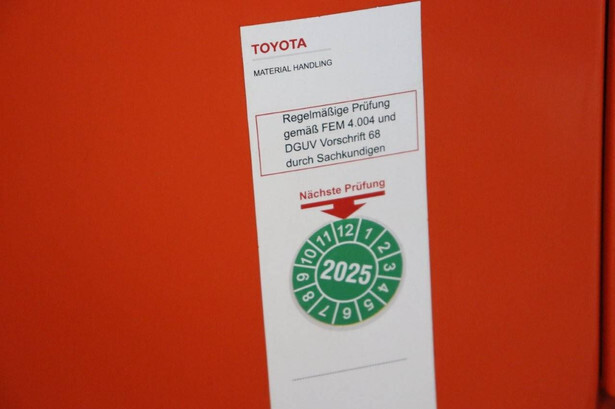 TOYOTA
MATERIAL HANDLING
Regelmäßige Prüfung
gemäß FEM 4.004 und
DGUV Vorschrift 68
durch Sachkundigen
Nächste Prüfung
12 1 2 3 4 5 6 7 8 9 10 11
2025